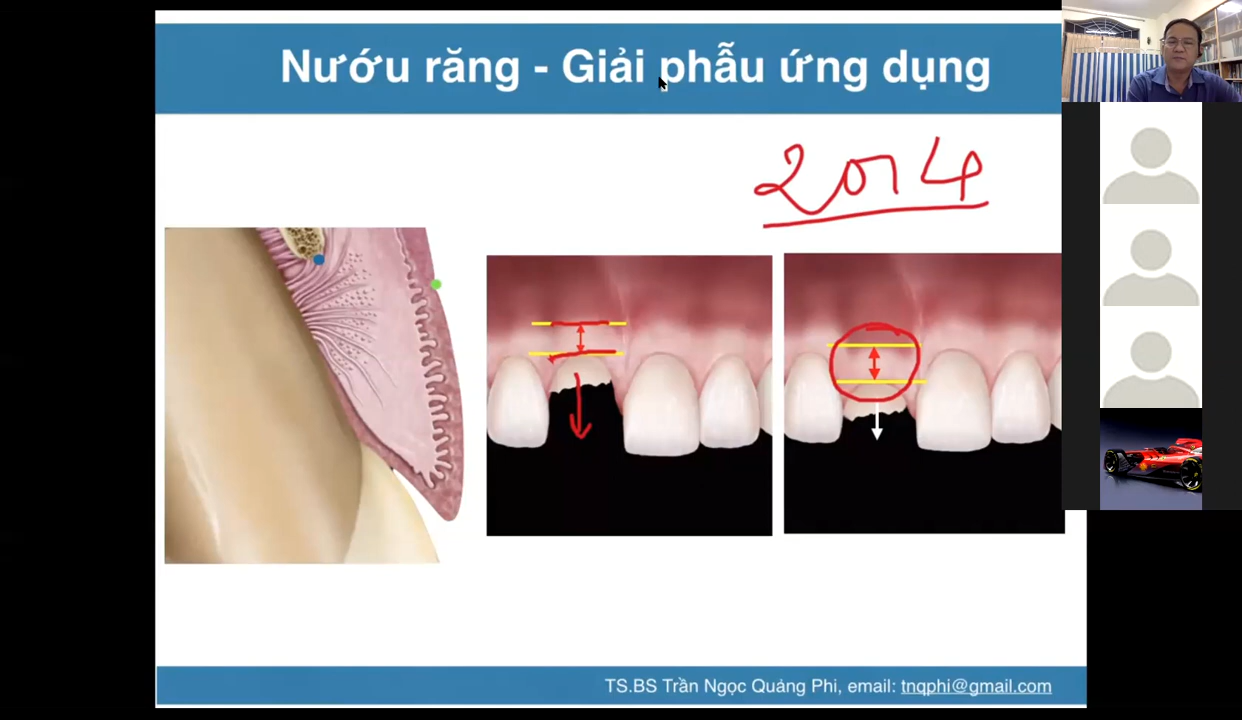 Nướu răng - Giải phẫu ứng dụng
2014
TS.BS Trần Ngọc Quảng Phi, email: tnqphi@gmail.com